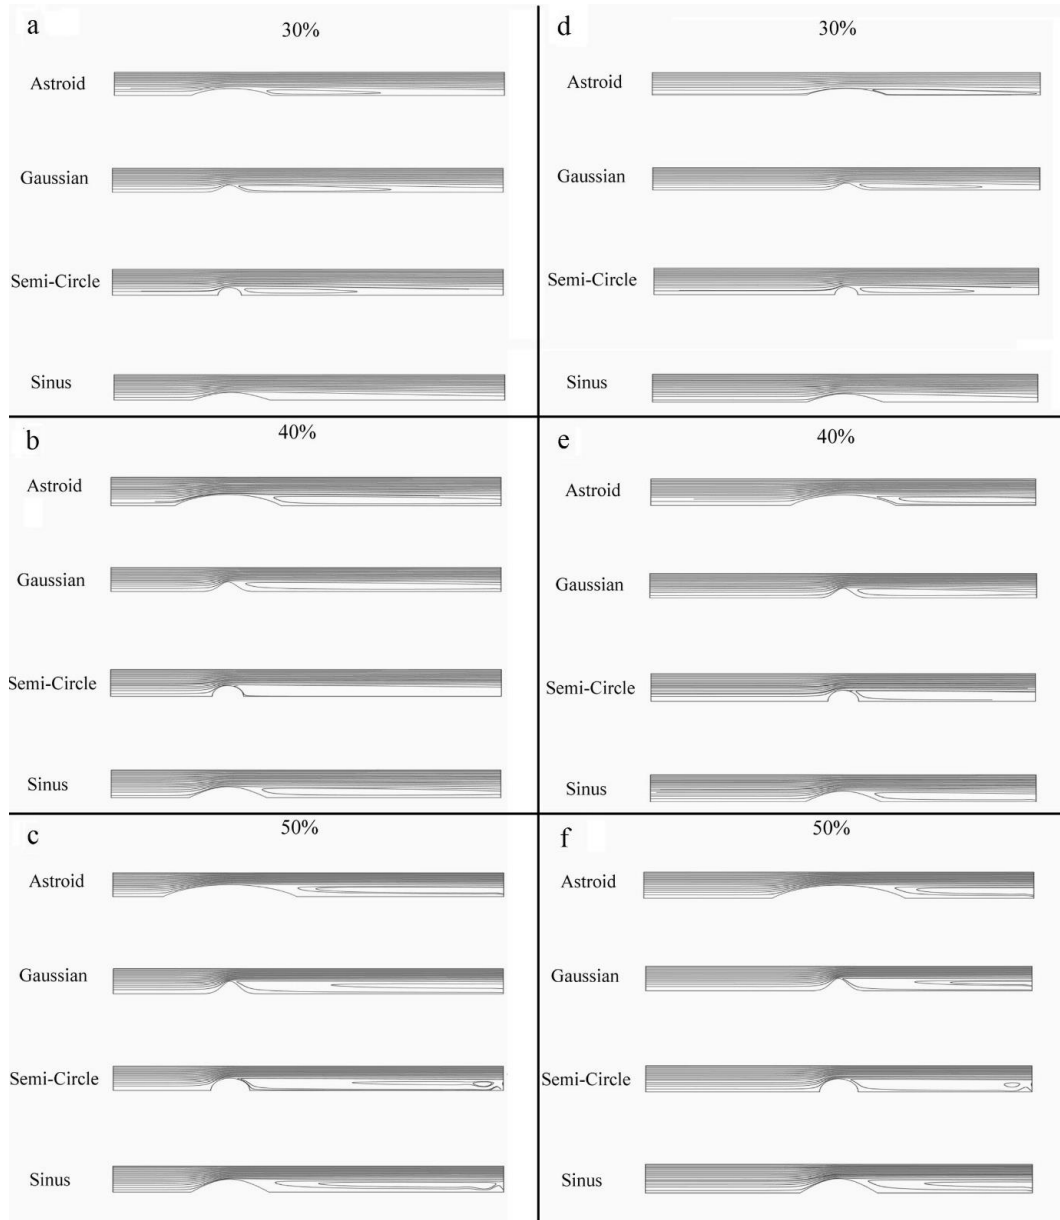 a
30%
Astroid
Gaussian
Semi-Circle
Sinus
d
30%
Astroid
Gaussian
Semi-Circle
Sinus
b
40%
Astroid
Gaussian
Semi-Circle
Sinus
e
40%
Astroid
Gaussian
Semi-Circle
Sinus
c
50%
Astroid
Gaussian
Semi-Circle
Sinus
f
50%
Astroid
Gaussian
Semi-Circle
Sinus